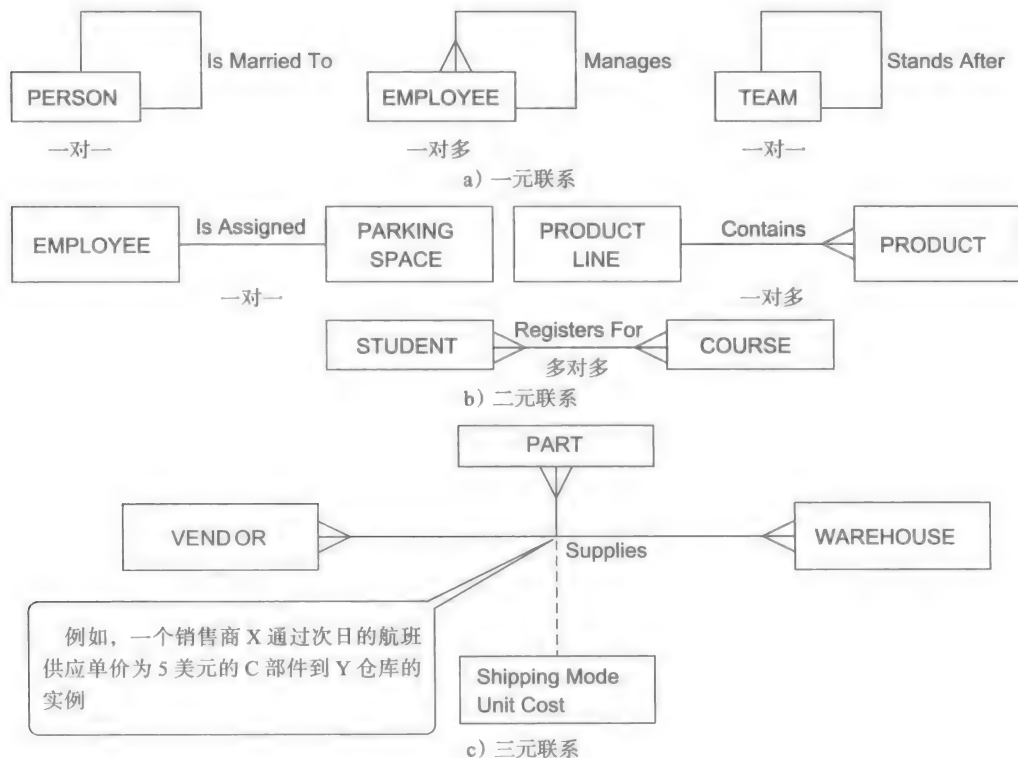 Is Married To
PERSON
一对一
Manages
EMPLOYEE
一对多
Stands After
TEAM
一对一
a）一元联系
EMPLOYEE
Is Assigned
PARKING
SPACE
一对一
PRODUCT
LINE
Contains
PRODUCT
一对多
STUDENT
Registers For
COURSE
多对多
b）二元联系
PART
VENDOR
Supplies
WAREHOUSE
例如，一个销售商 X 通过次日的航班
供应单价为 5 美元的 C 部件到 Y 仓库的
实例
Shipping Mode
Unit Cost
c）三元联系